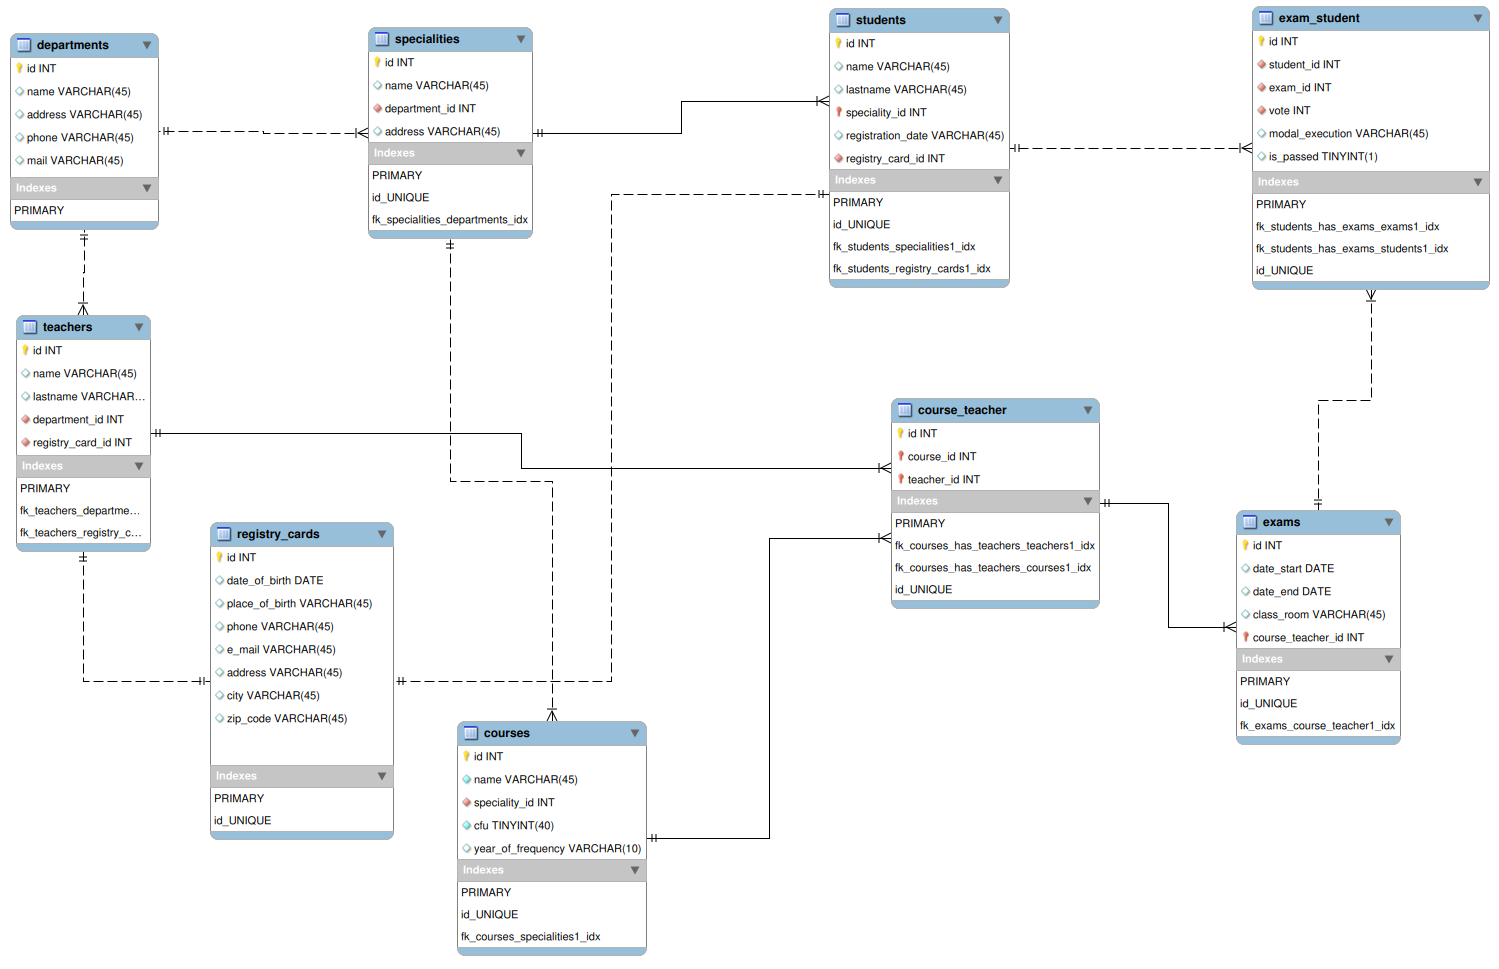 departments
id INT
name VARCHAR(45)
address VARCHAR(45)
phone VARCHAR(45)
mail VARCHAR(45)
Indexes
PRIMARY
specialities
id INT
name VARCHAR(45)
department_id INT
address VARCHAR(45)
Indexes
PRIMARY
id_UNIQUE
fk_specialities_departments_idx
students
id INT
name VARCHAR(45)
lastname VARCHAR(45)
speciality_id INT
registration_date VARCHAR(45)
registry_card_id INT
Indexes
PRIMARY
id_UNIQUE
fk_students_specialities1_idx
fk_students_registry_cards1_idx
exam_student
id INT
student_id INT
exam_id INT
vote INT
modal_execution VARCHAR(45)
is_passed TINYINT(1)
Indexes
PRIMARY
fk_students_has_exams_exams1_idx
fk_students_has_exams_students1_idx
id_UNIQUE
teachers
id INT
name VARCHAR(45)
lastname VARCHAR...
department_id INT
registry_card_id INT
Indexes
PRIMARY
fk_teachers_departme...
fk_teachers_registry_c...
registry_cards
id INT
date_of_birth DATE
place_of_birth VARCHAR(45)
phone VARCHAR(45)
e_mail VARCHAR(45)
address VARCHAR(45)
city VARCHAR(45)
zip_code VARCHAR(45)
Indexes
PRIMARY
id_UNIQUE
courses
id INT
name VARCHAR(45)
speciality_id INT
cfu TINYINT(40)
year_of_frequency VARCHAR(10)
Indexes
PRIMARY
id_UNIQUE
fk_courses_specialities1_idx
course_teacher
id INT
course_id INT
teacher_id INT
Indexes
PRIMARY
fk_courses_has_teachers_teachers1_idx
fk_courses_has_teachers_courses1_idx
id_UNIQUE
exams
id INT
date_start DATE
date_end DATE
class_room VARCHAR(45)
course_teacher_id INT
Indexes
PRIMARY
id_UNIQUE
fk_exams_course_teacher1_idx